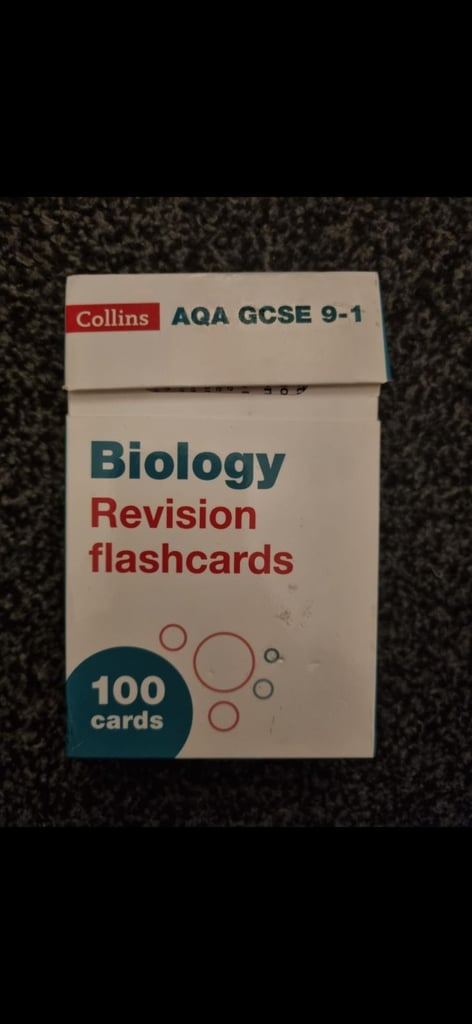 Collins AQA GCSE 9-1
Biology
Revision
flashcards
100
cards